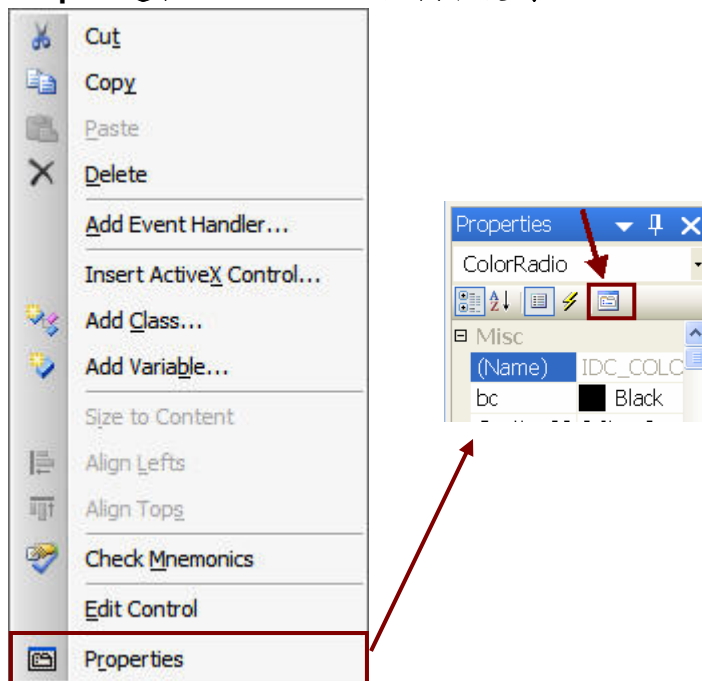 Cut
Copy
Paste
Delete
Add Event Handler...
Insert ActiveX Control...
Add Class...
Add Variable...
Size to Content
Align Lefts
Align Tops
Check Mnemonics
Edit Control
Properties
Properties
ColorRadio
Misc
(Name) IDC_COLC
bc Black